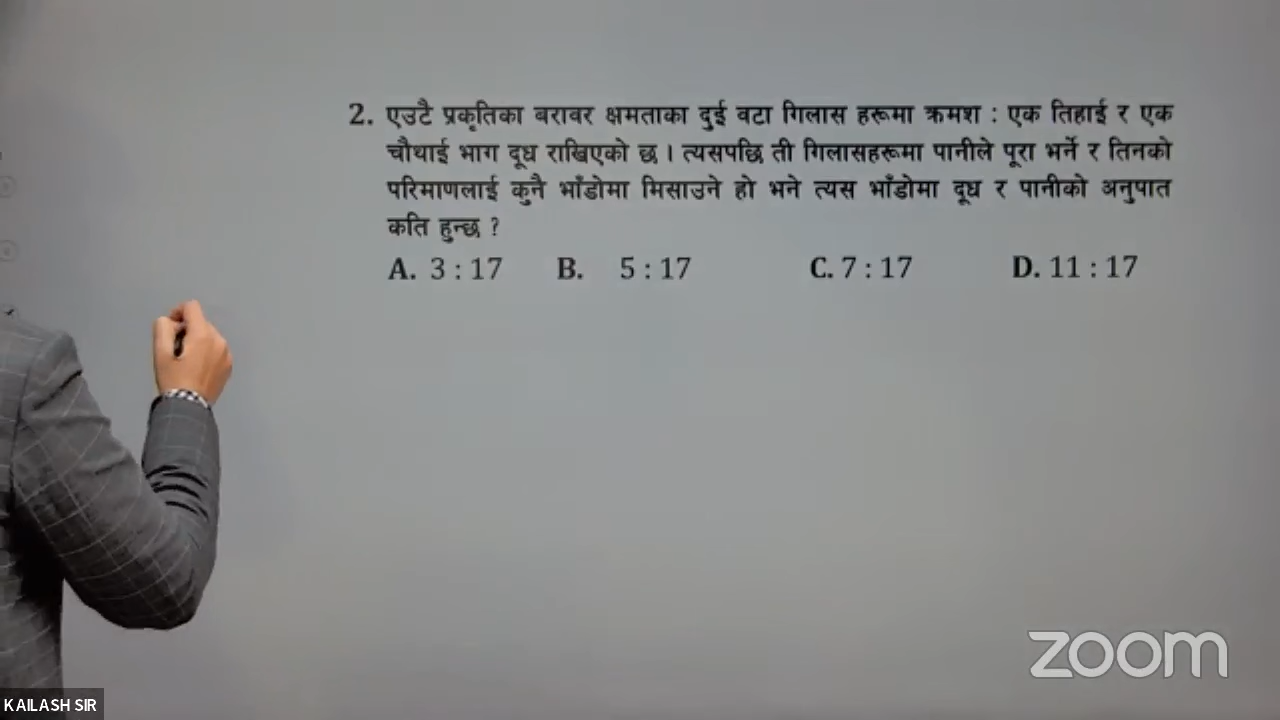 2. एउटै प्रकृतिका बराबर क्षमताका दुई वटा गिलास हरूमा क्रमश : एक तिहाई र एक
चौथाई भाग दूध राखिएको छ । त्यसपछि ती गिलासहरूमा पानीले पूरा भर्ने र तिनको
परिमाणलाई कुनै भाँडोमा मिसाउने हो भने त्यस भाँडोमा दूध र पानीको अनुपात
कति हुन्छ ?
A. 3 : 17 B. 5 : 17 C. 7 : 17 D. 11 : 17
zoom
KAILASH SIR